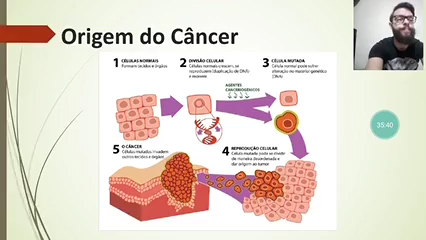 Origem do Câncer
1 CÉLULAS NORMAIS
Formam tecidos e órgãos
2 DIVISÃO CELULAR
Células normais crescem, se
reproduzem (duplicação de DNA)
e morrem
3 CÉLULA MUTADA
Célula normal pode sofrer
alteração no material genético
(DNA)
AGENTES
CANCERIGÊNICOS
35:40
5 O CÂNCER
Células mutadas invadem
outros tecidos e órgãos
4 REPRODUÇÃO CELULAR
Célula mutada pode se dividir
de maneira desordenada e
dar origem ao tumor